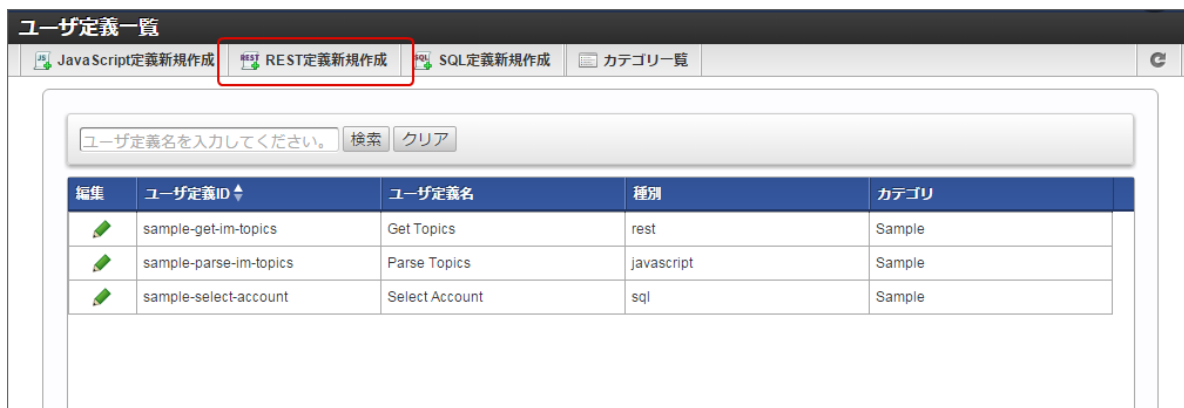 ユーザ定義一覧
JavaScript定義新規作成 REST定義新規作成 SQL定義新規作成 カテゴリ一覧
ユーザ定義名を入力してください。 検索 クリア
編集 ユーザ定義ID ユーザ定義名 種別 カテゴリ
sample-get-im-topics Get Topics rest Sample
sample-parse-im-topics Parse Topics javascript Sample
sample-select-account Select Account sql Sample